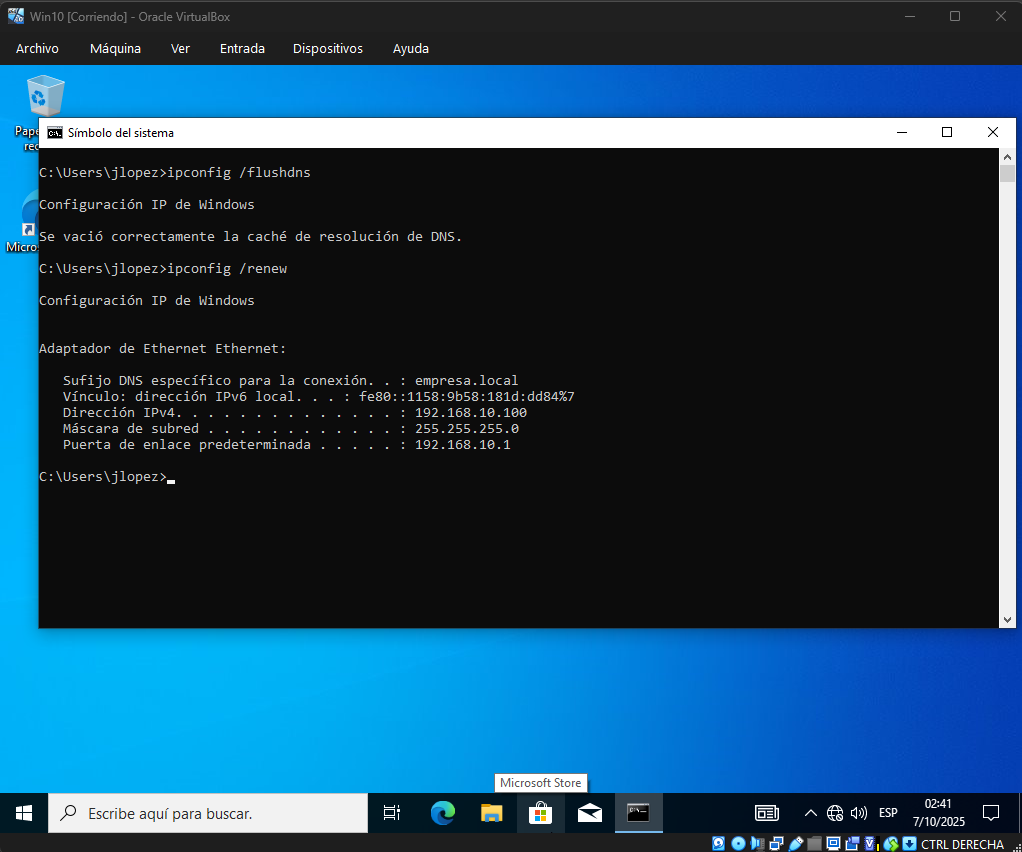 Win10 [Corriendo] - Oracle VirtualBox
Archivo Máquina Ver Entrada Dispositivos Ayuda
Símbolo del sistema
C:\Users\jlopez>ipconfig /flushdns
Configuración IP de Windows
Se vació correctamente la caché de resolución de DNS.
C:\Users\jlopez>ipconfig /renew
Configuración IP de Windows
Adaptador de Ethernet Ethernet:
Sufijo DNS específico para la conexión. . : empresa.local
Vínculo: dirección IPv6 local. . . : fe80::1158:9b58:181d:dd84%7
Dirección IPv4. . . . . . . . . . . . . . : 192.168.10.100
Máscara de subred . . . . . . . . . . . . : 255.255.255.0
Puerta de enlace predeterminada . . . . . : 192.168.10.1
C:\Users\jlopez>
Microsoft Store
Escribe aquí para buscar.
ESP
02:41
7/10/2025
CTRL DERECHA